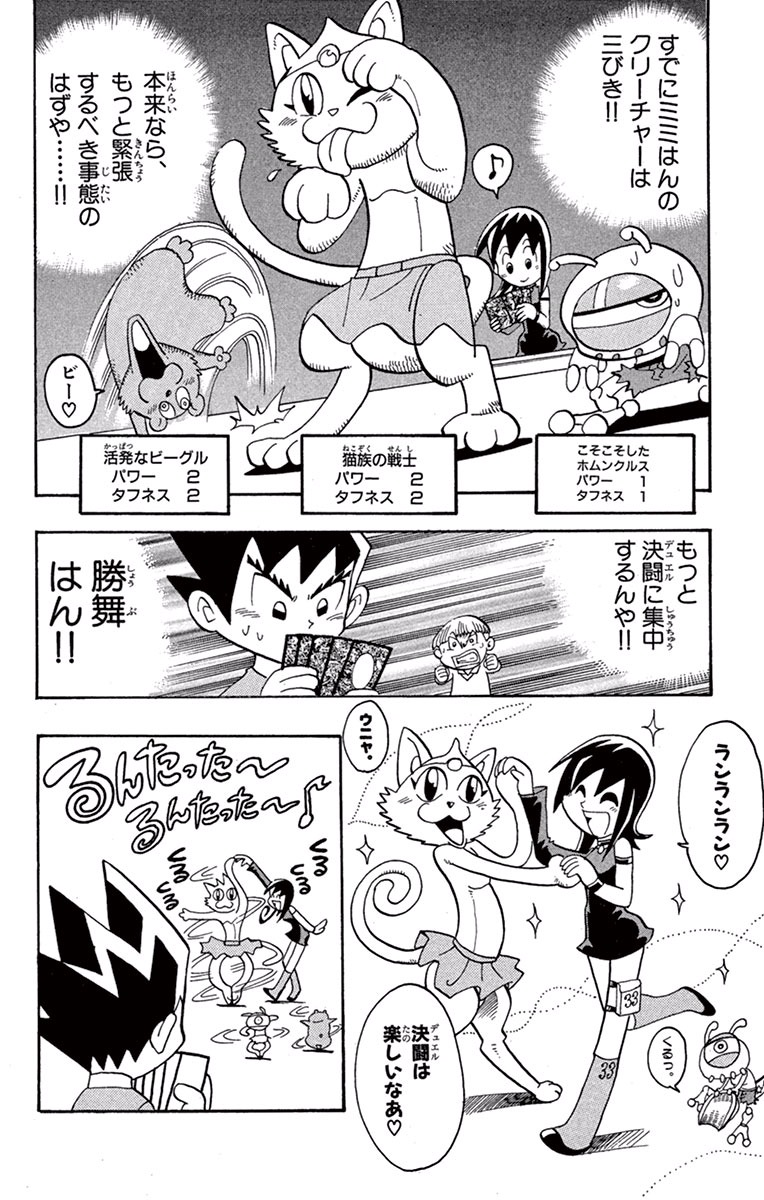 すでにミミはんの
クリーチャーは
三びき!!
♪
本来なら、
もっと緊張
するべき事態の
はずや……!!
ビー♡
こそこそした
ホムンクルス
パワー 1
タフネス 1
猫族の戦士
パワー 2
タフネス 2
活発なビーグル
パワー 2
タフネス 2
もっと
決闘に集中
するんや!!
勝舞
はん!!
ランランラン♡
ウニャ。
決闘は
楽しいなあ♡
くるっ。
33
33
るんたった〜
るんたった〜♪
くるくる
くるくる